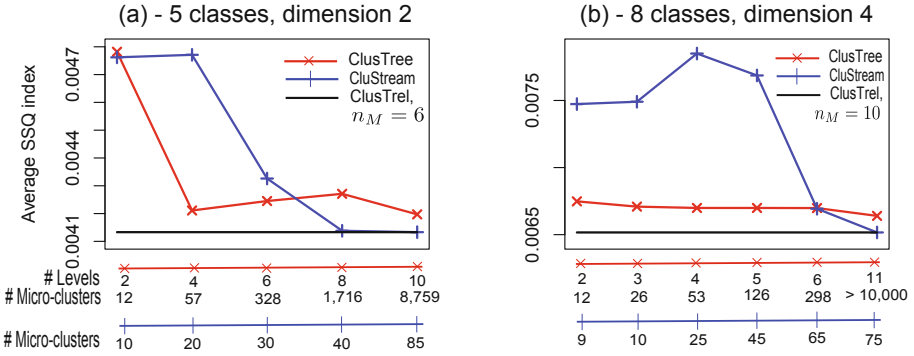 (a) - 5 classes, dimension 2
(b) - 8 classes, dimension 4
Average SSQ index
0.0047
0.0044
0.0041
ClusTree
CluStream
ClusTrel,
n_M = 6
0.0075
0.0065
ClusTree
CluStream
ClusTrel,
n_M = 10
# Levels 2 4 6 8 10
# Micro-clusters 12 57 328 1,716 8,759
# Micro-clusters 10 20 30 40 85
2 3 4 5 6 11
12 26 53 126 298 > 10,000
9 10 25 45 65 75